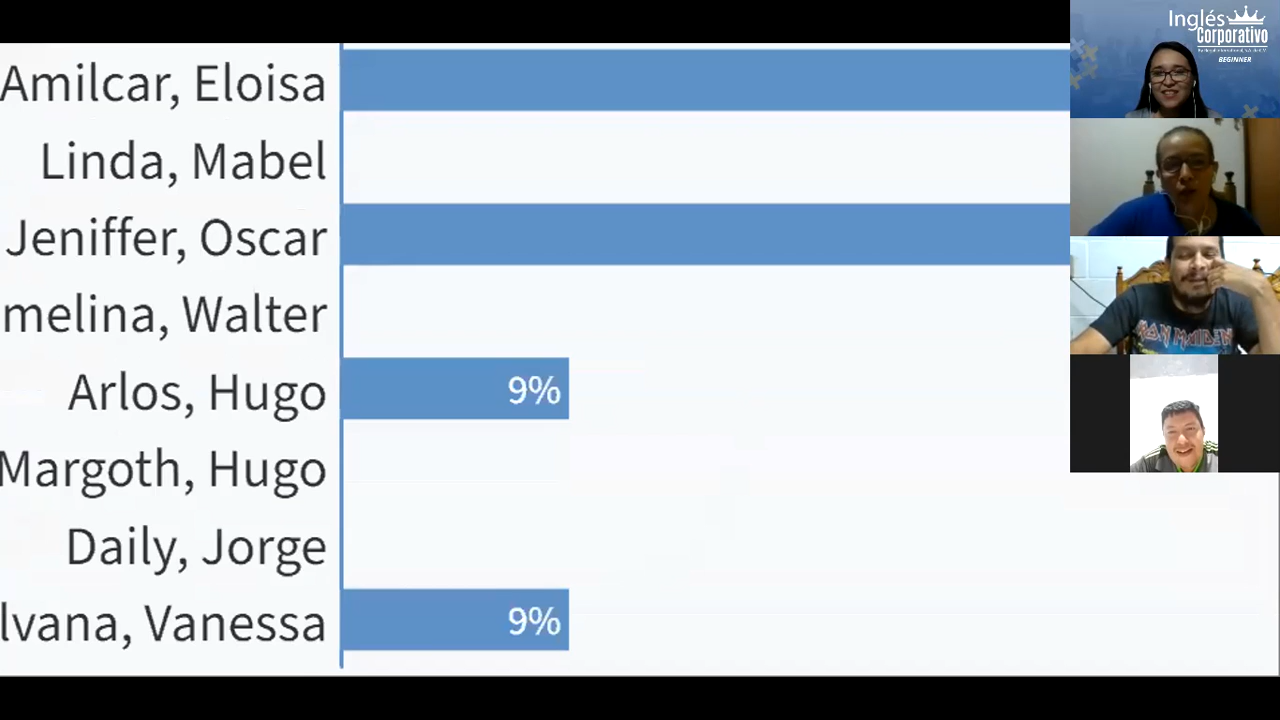 Amilcar, Eloisa
Linda, Mabel
Jeniffer, Oscar
melina, Walter
Arlos, Hugo
9%
Margoth, Hugo
Daily, Jorge
lvana, Vanessa
9%
Inglés
Corporativo
BEGINNER
IRON MAIDEN